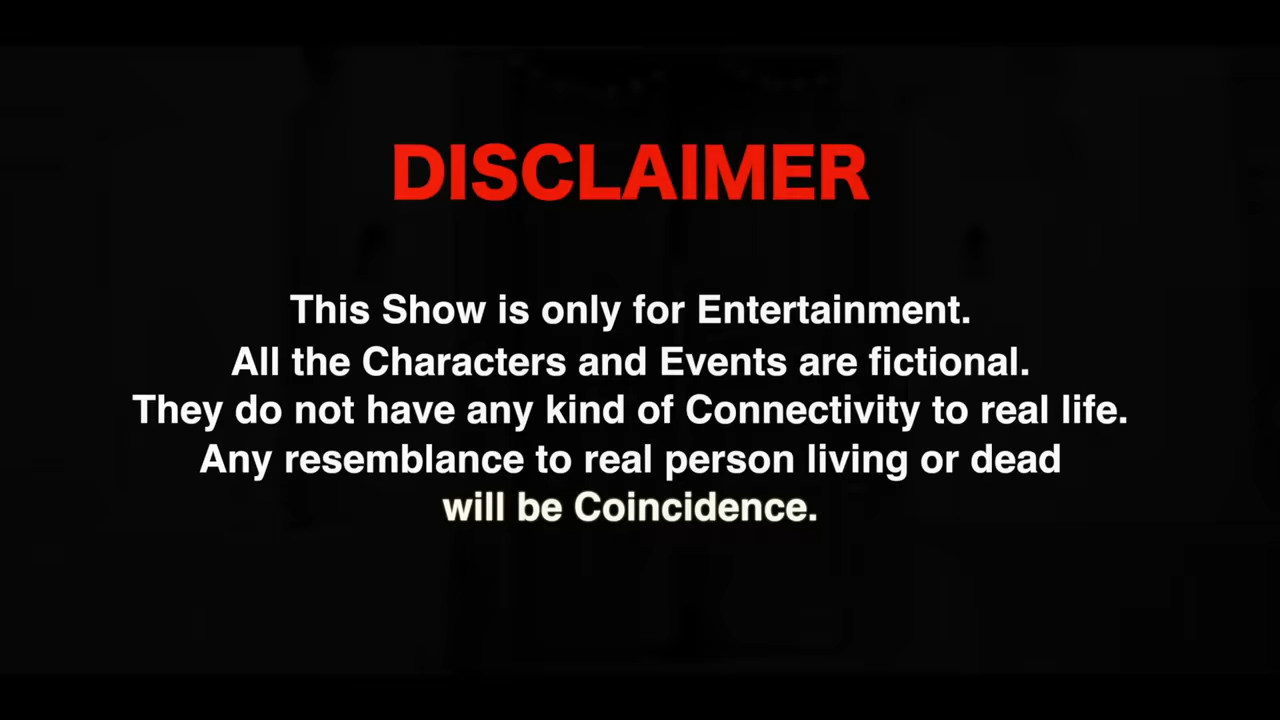 DISCLAIMER
This Show is only for Entertainment.
All the Characters and Events are fictional.
They do not have any kind of Connectivity to real life.
Any resemblance to real person living or dead
will be Coincidence.